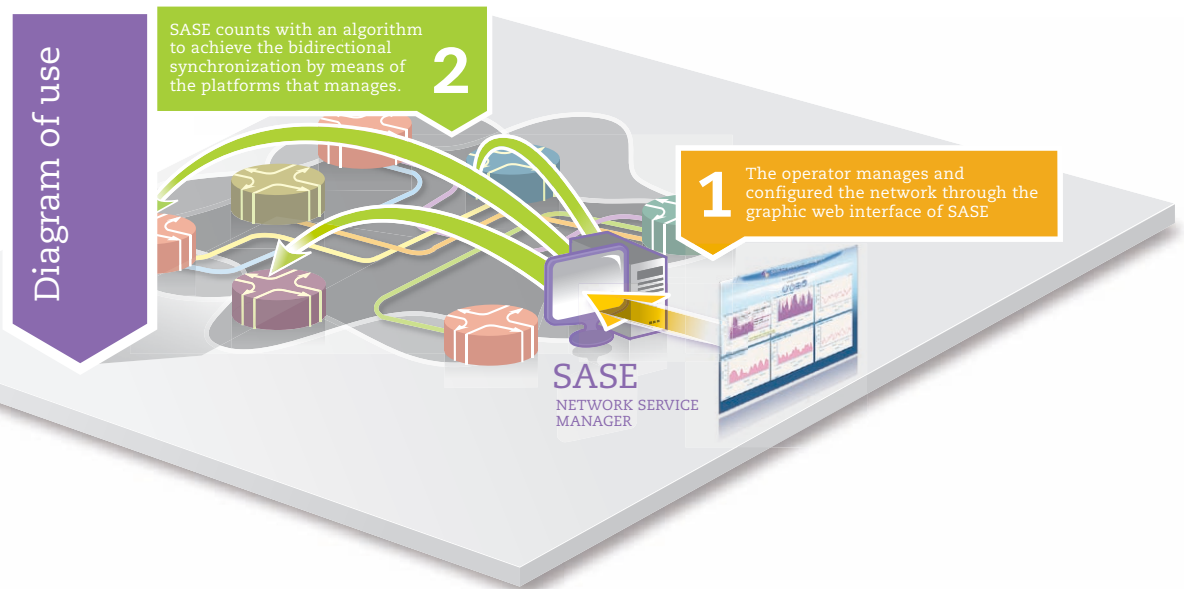 Diagram of use
SASE counts with an algorithm
to achieve the bidirectional
synchronization by means of
the platforms that manages.
2
1
The operator manages and
configured the network through the
graphic web interface of SASE
SASE
NETWORK SERVICE
MANAGER